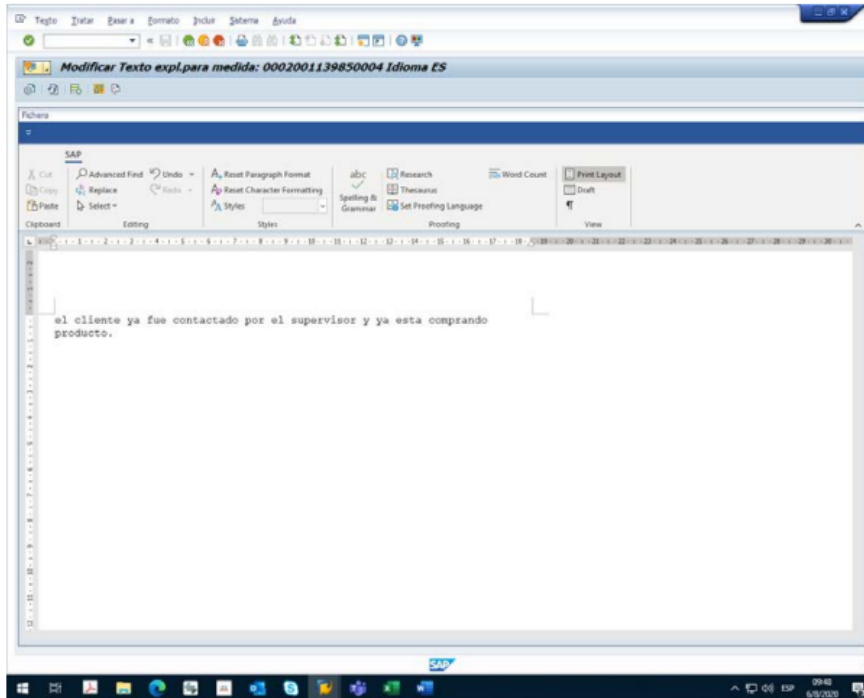 Texto Tratar Pasar a Formato Incluir Sistema Ayuda
Modificar Texto expl.para medida: 0002001139850004 Idioma ES
Fichero
SAP
Cut Advanced Find Undo Reset Paragraph Format abc Research Word Count Print Layout
Copy Replace Redo Reset Character Formatting Thesaurus Draft
Paste Select Styles Spelling & Grammar Set Proofing Language
Clipboard Editing Styles Proofing View
el cliente ya fue contactado por el supervisor y ya esta comprando
producto.
SAP
ESP 09:48
6/8/2020